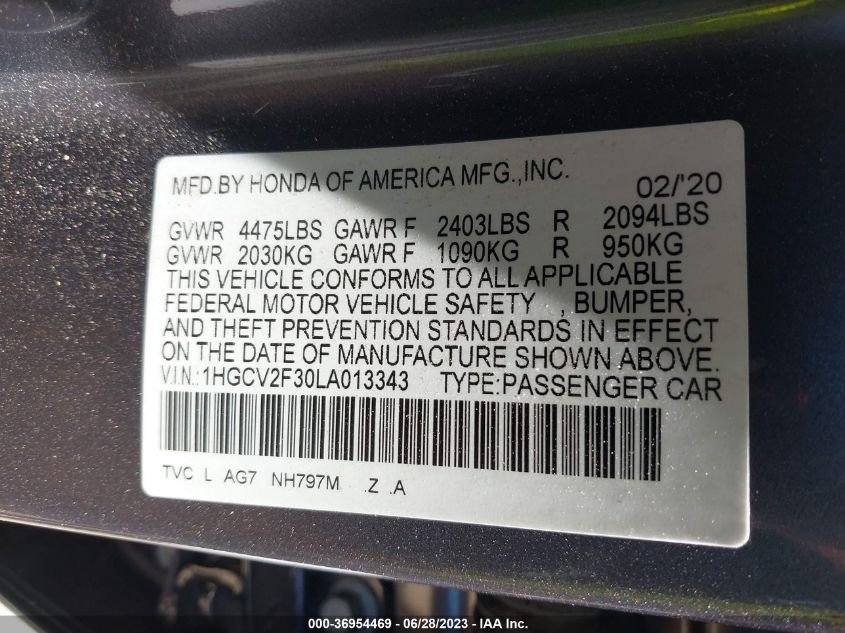 MFD.BY HONDA OF AMERICA MFG.,INC. 02/'20
GVWR 4475LBS GAWR F 2403LBS R 2094LBS
GVWR 2030KG GAWR F 1090KG R 950KG
THIS VEHICLE CONFORMS TO ALL APPLICABLE
FEDERAL MOTOR VEHICLE SAFETY , BUMPER,
AND THEFT PREVENTION STANDARDS IN EFFECT
ON THE DATE OF MANUFACTURE SHOWN ABOVE.
V.I.N.:1HGCV2F30LA013343 TYPE:PASSENGER CAR
TVC L AG7 NH797M .Z .A
000-36954469 - 06/28/2023 - IAA Inc.